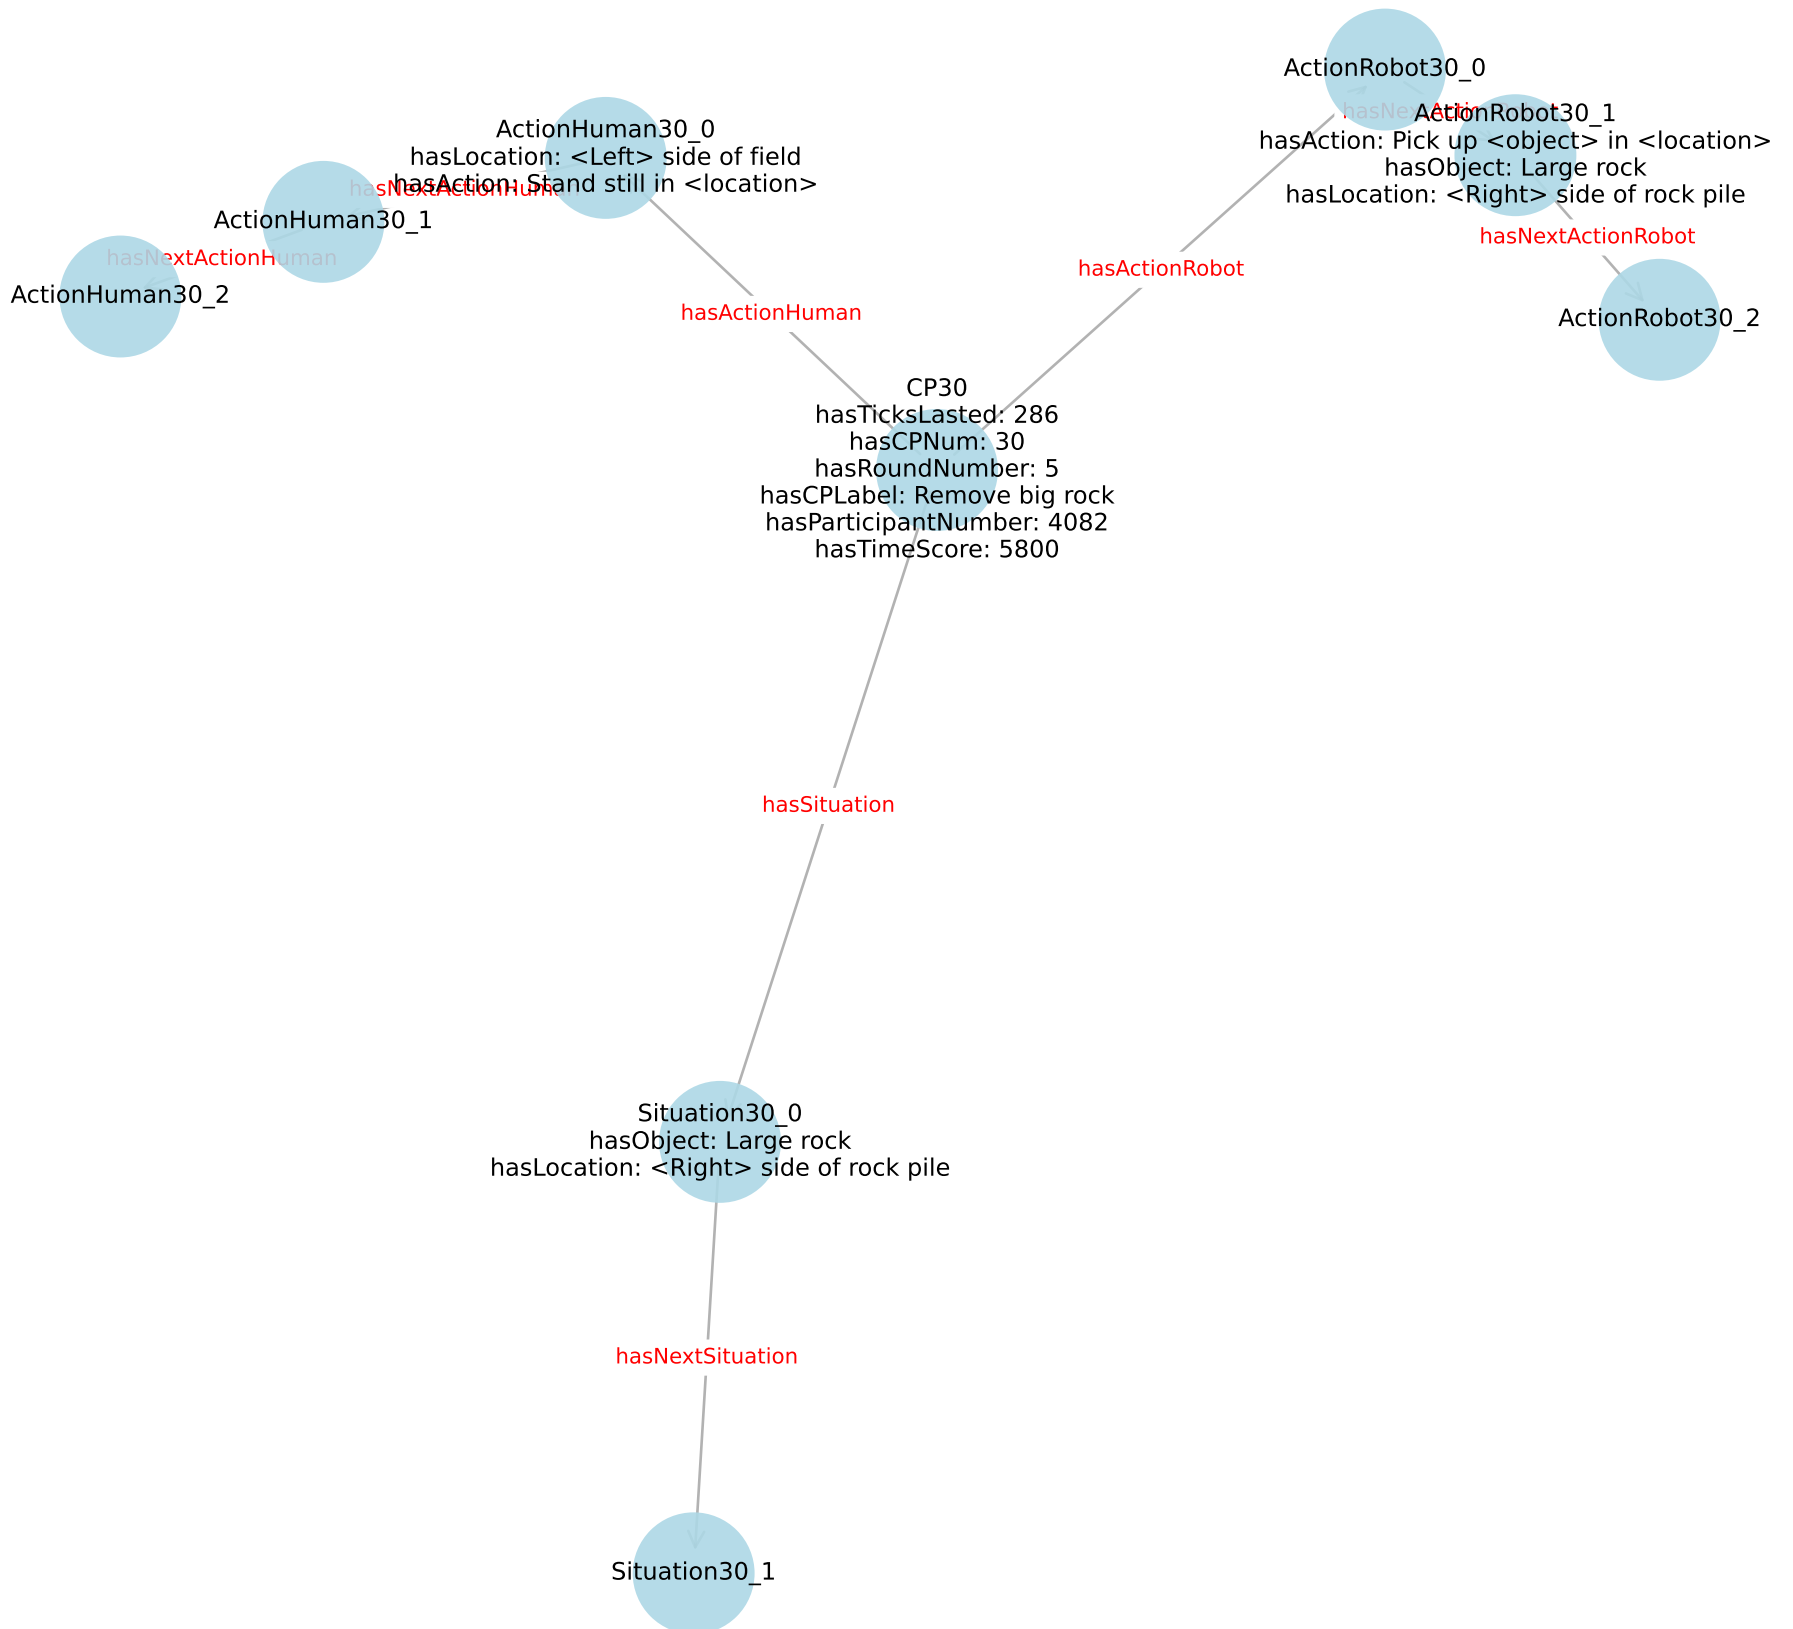 ActionRobot30_0
hasNextActio
ActionRobot30_1
hasAction: Pick up <object> in <location>
hasObject: Large rock
hasLocation: <Right> side of rock pile
hasNextActionRobot
ActionRobot30_2
ActionHuman30_0
hasLocation: <Left> side of field
hasAction: Stand still in <location>
hasNextActionHum
ActionHuman30_1
hasNextActionHuman
ActionHuman30_2
hasActionHuman
hasActionRobot
CP30
hasTicksLasted: 286
hasCPNum: 30
hasRoundNumber: 5
hasCPLabel: Remove big rock
hasParticipantNumber: 4082
hasTimeScore: 5800
hasSituation
Situation30_0
hasObject: Large rock
hasLocation: <Right> side of rock pile
hasNextSituation
Situation30_1